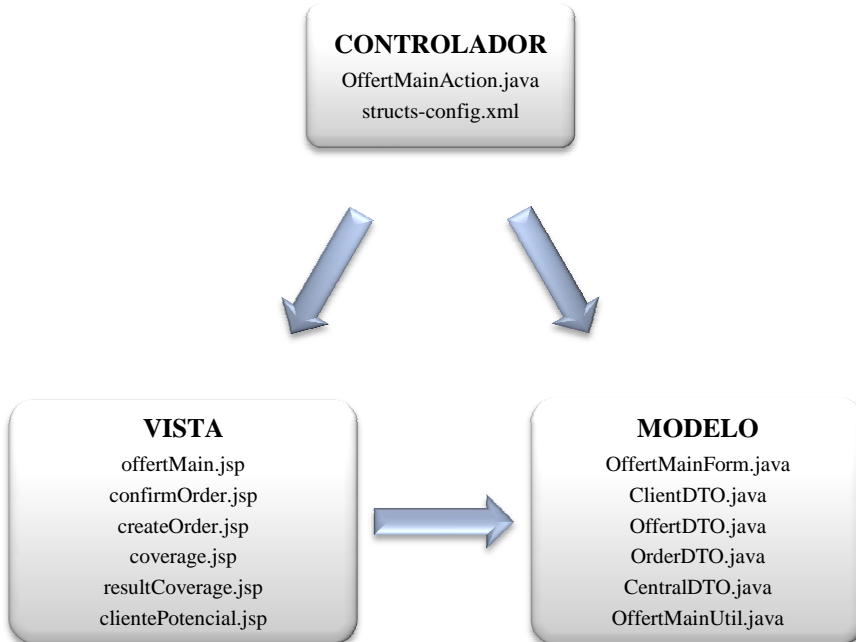 CONTROLADOR
OffertMainAction.java
structs-config.xml
VISTA
offertMain.jsp
confirmOrder.jsp
createOrder.jsp
coverage.jsp
resultCoverage.jsp
clientePotencial.jsp
MODELO
OffertMainForm.java
ClientDTO.java
OffertDTO.java
OrderDTO.java
CentralDTO.java
OffertMainUtil.java